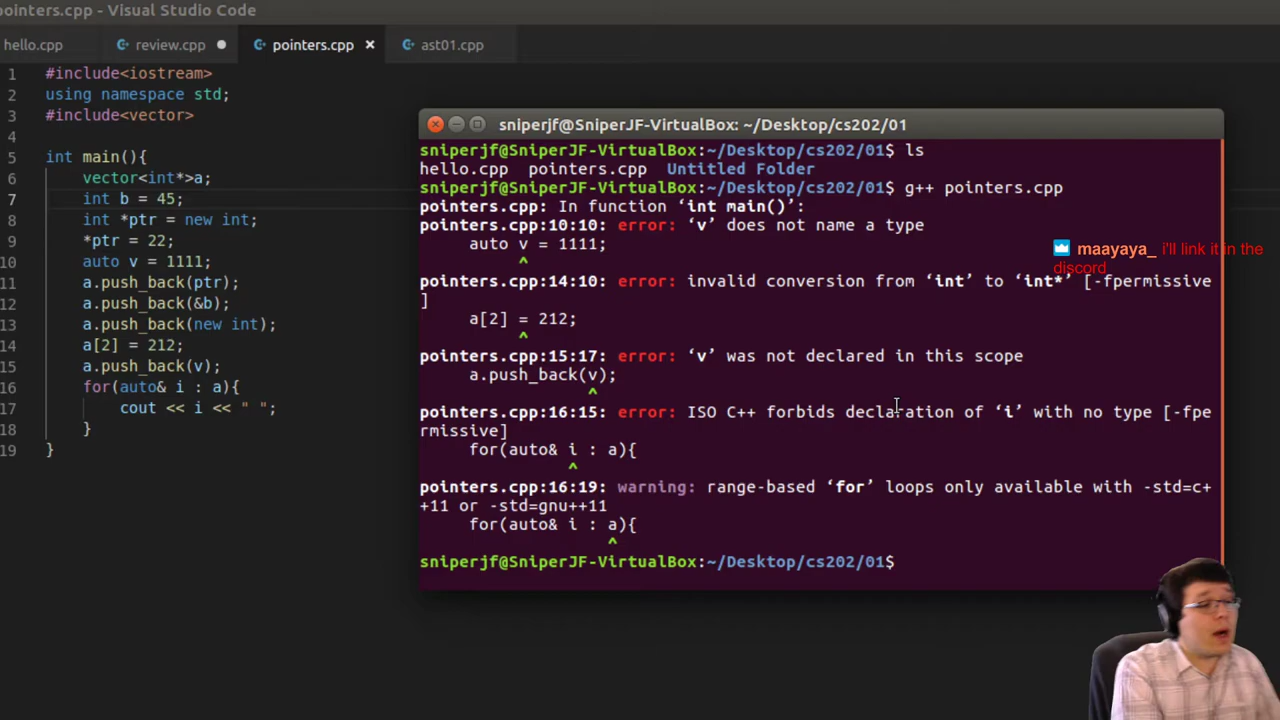 pointers.cpp - Visual Studio Code
hello.cpp
review.cpp
pointers.cpp
ast01.cpp
1 #include<iostream>
2 using namespace std;
3 #include<vector>
4
5 int main(){
6 vector<int*>a;
7 int b = 45;
8 int *ptr = new int;
9 *ptr = 22;
10 auto v = 1111;
11 a.push_back(ptr);
12 a.push_back(&b);
13 a.push_back(new int);
14 a[2] = 212;
15 a.push_back(v);
16 for(auto& i : a){
17 cout << i << " ";
18 }
19 }
sniperjf@SniperJF-VirtualBox: ~/Desktop/cs202/01
sniperjf@SniperJF-VirtualBox:~/Desktop/cs202/01$ ls
hello.cpp pointers.cpp Untitled Folder
sniperjf@SniperJF-VirtualBox:~/Desktop/cs202/01$ g++ pointers.cpp
pointers.cpp: In function ‘int main()’:
pointers.cpp:10:10: error: ‘v’ does not name a type
auto v = 1111;
^
pointers.cpp:14:10: error: invalid conversion from ‘int’ to ‘int*’ [-fpermissive
]
a[2] = 212;
^
pointers.cpp:15:17: error: ‘v’ was not declared in this scope
a.push_back(v);
^
pointers.cpp:16:15: error: ISO C++ forbids declaration of ‘i’ with no type [-fpe
rmissive]
for(auto& i : a){
^
pointers.cpp:16:19: warning: range-based ‘for’ loops only available with -std=c+
+11 or -std=gnu++11
for(auto& i : a){
^
sniperjf@SniperJF-VirtualBox:~/Desktop/cs202/01$
maayaya_ i'll link it in the
discord